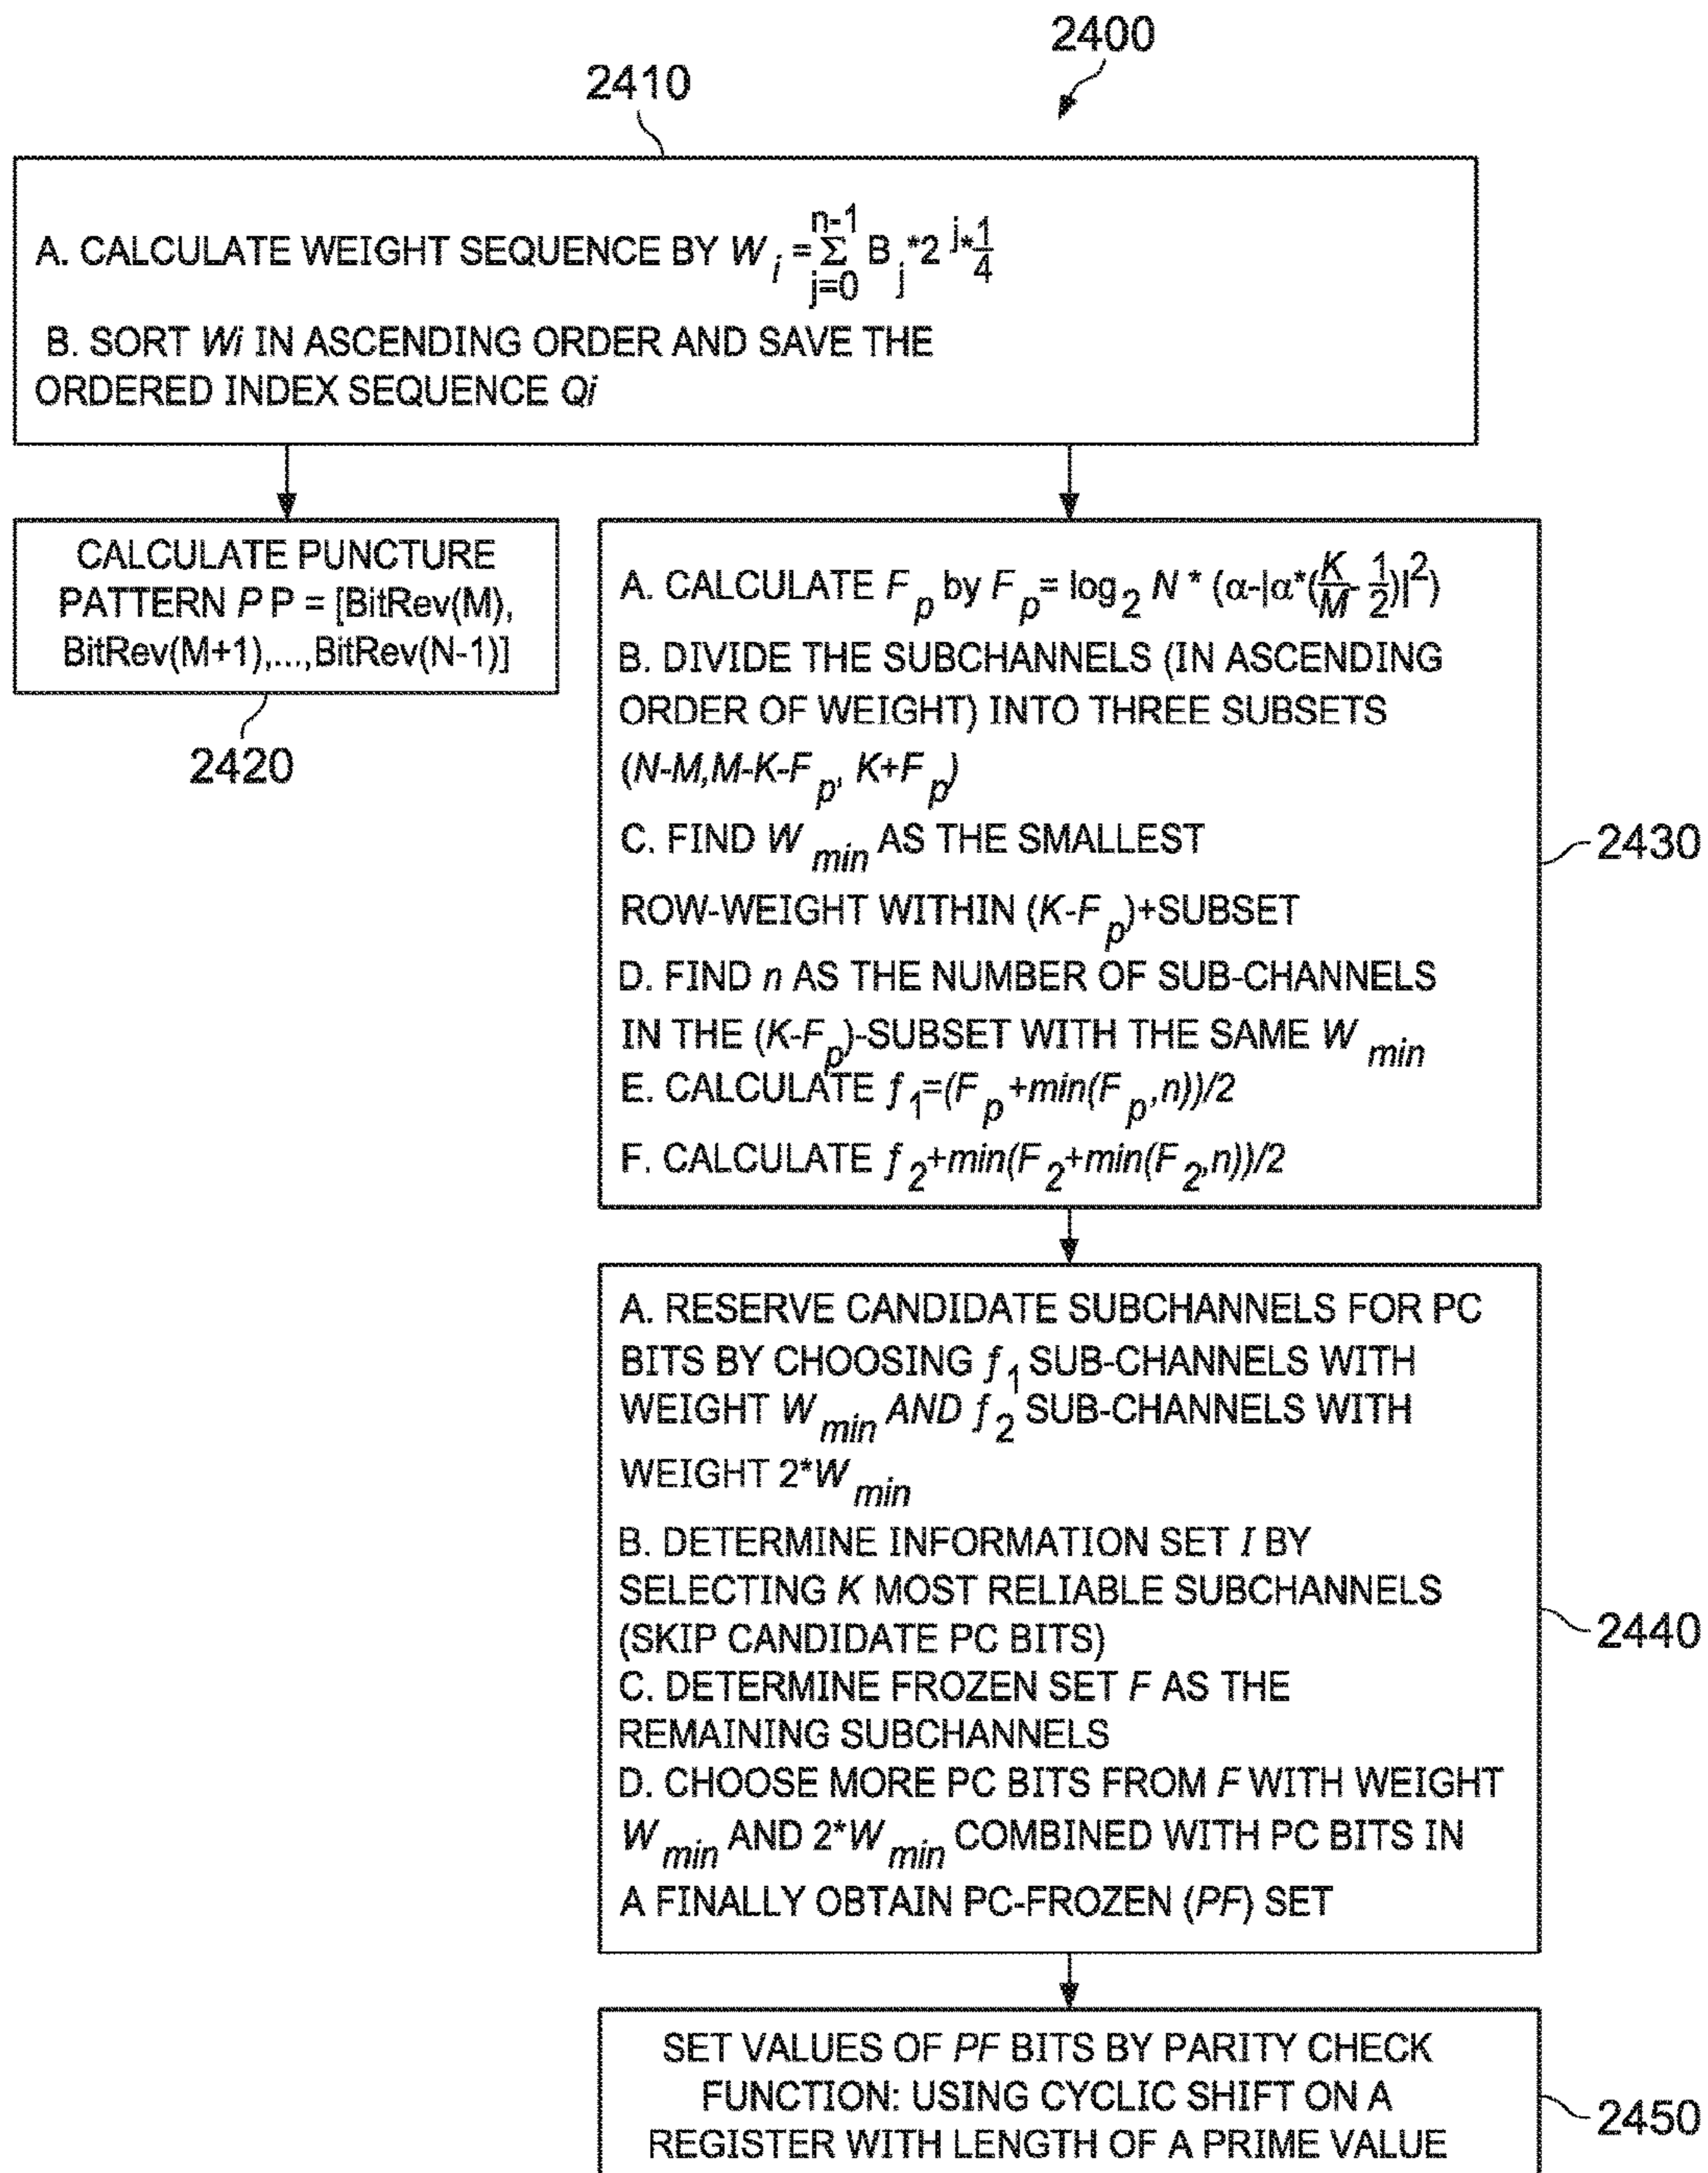 2400
2410
A. CALCULATE WEIGHT SEQUENCE BY W_i = Σ_{j=0}^{n-1} B_j*2^{j*1/4}
B. SORT Wi IN ASCENDING ORDER AND SAVE THE
ORDERED INDEX SEQUENCE Qi
CALCULATE PUNCTURE
PATTERN P P = [BitRev(M),
BitRev(M+1),...,BitRev(N-1)]
2420
A. CALCULATE F_p by F_p = log_2 N * (α-|α*(K/M - 1/2)|^2)
B. DIVIDE THE SUBCHANNELS (IN ASCENDING
ORDER OF WEIGHT) INTO THREE SUBSETS
(N-M,M-K-F_p, K+F_p)
C. FIND W_min AS THE SMALLEST
ROW-WEIGHT WITHIN (K-F_p)+SUBSET
D. FIND n AS THE NUMBER OF SUB-CHANNELS
IN THE (K-F_p)-SUBSET WITH THE SAME W_min
E. CALCULATE f_1=(F_p+min(F_p,n))/2
F. CALCULATE f_2+min(F_2+min(F_2,n))/2
2430
A. RESERVE CANDIDATE SUBCHANNELS FOR PC
BITS BY CHOOSING f_1 SUB-CHANNELS WITH
WEIGHT W_min AND f_2 SUB-CHANNELS WITH
WEIGHT 2*W_min
B. DETERMINE INFORMATION SET I BY
SELECTING K MOST RELIABLE SUBCHANNELS
(SKIP CANDIDATE PC BITS)
C. DETERMINE FROZEN SET F AS THE
REMAINING SUBCHANNELS
D. CHOOSE MORE PC BITS FROM F WITH WEIGHT
W_min AND 2*W_min COMBINED WITH PC BITS IN
A FINALLY OBTAIN PC-FROZEN (PF) SET
2440
SET VALUES OF PF BITS BY PARITY CHECK
FUNCTION: USING CYCLIC SHIFT ON A
REGISTER WITH LENGTH OF A PRIME VALUE
2450